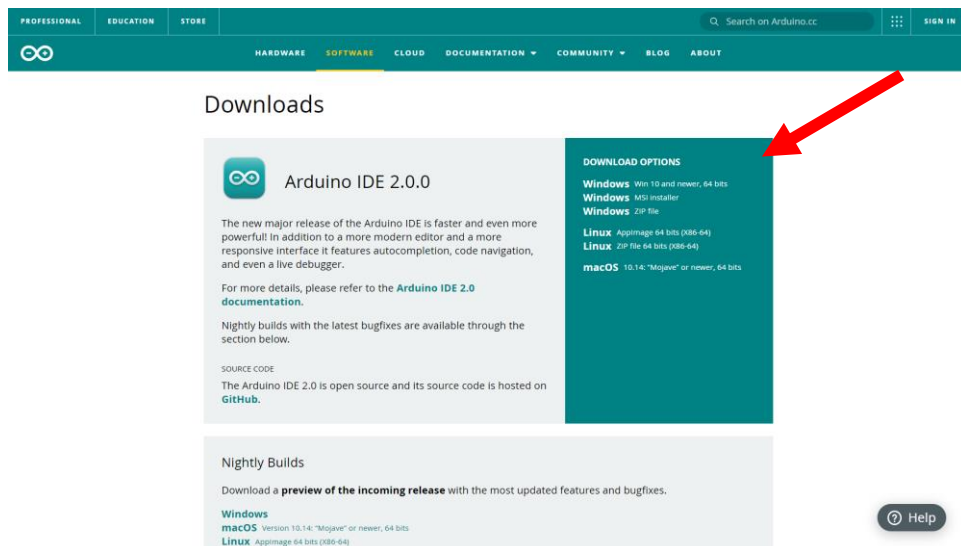 PROFESSIONAL EDUCATION STORE Search on Arduino.cc SIGN IN
HARDWARE SOFTWARE CLOUD DOCUMENTATION COMMUNITY BLOG ABOUT
Downloads
Arduino IDE 2.0.0
The new major release of the Arduino IDE is faster and even more
powerful! In addition to a more modern editor and a more
responsive interface it features autocompletion, code navigation,
and even a live debugger.
For more details, please refer to the Arduino IDE 2.0
documentation.
Nightly builds with the latest bugfixes are available through the
section below.
SOURCE CODE
The Arduino IDE 2.0 is open source and its source code is hosted on
GitHub.
DOWNLOAD OPTIONS
Windows Win 10 and newer, 64 bits
Windows MSI installer
Windows ZIP file
Linux AppImage 64 bits (X86-64)
Linux ZIP file 64 bits (X86-64)
macOS 10.14: "Mojave" or newer, 64 bits
Nightly Builds
Download a preview of the incoming release with the most updated features and bugfixes.
Windows
macOS Version 10.14: "Mojave" or newer, 64 bits
Linux AppImage 64 bits (X86-64)
Help